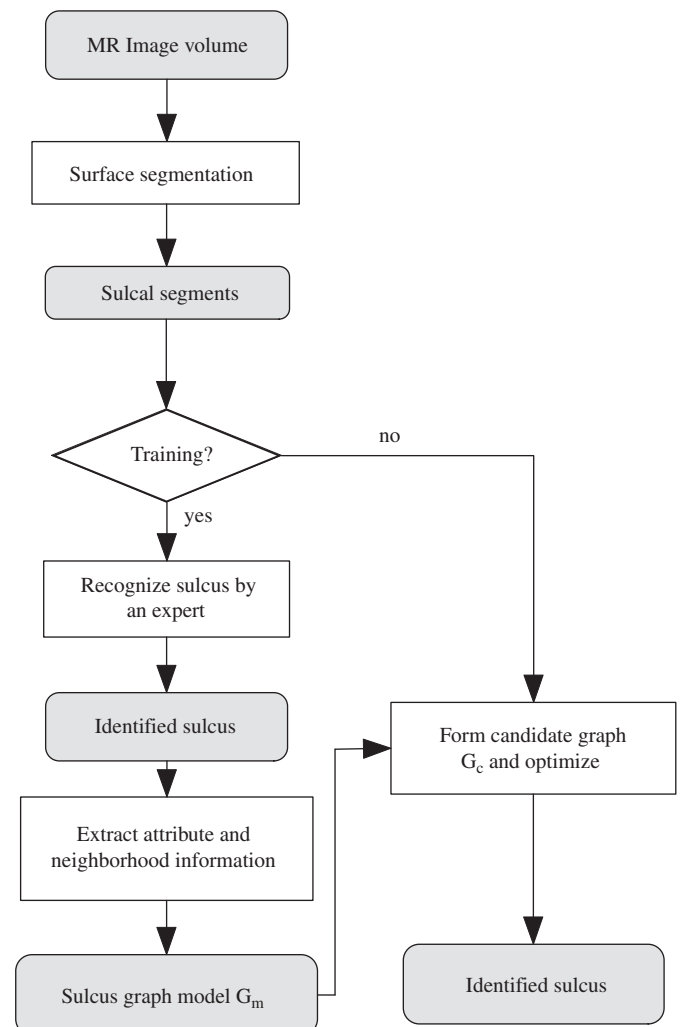 MR Image volume
Surface segmentation
Sulcal segments
Training?
no
yes
Recognize sulcus by
an expert
Identified sulcus
Form candidate graph
G_c and optimize
Extract attribute and
neighborhood information
Sulcus graph model G_m
Identified sulcus